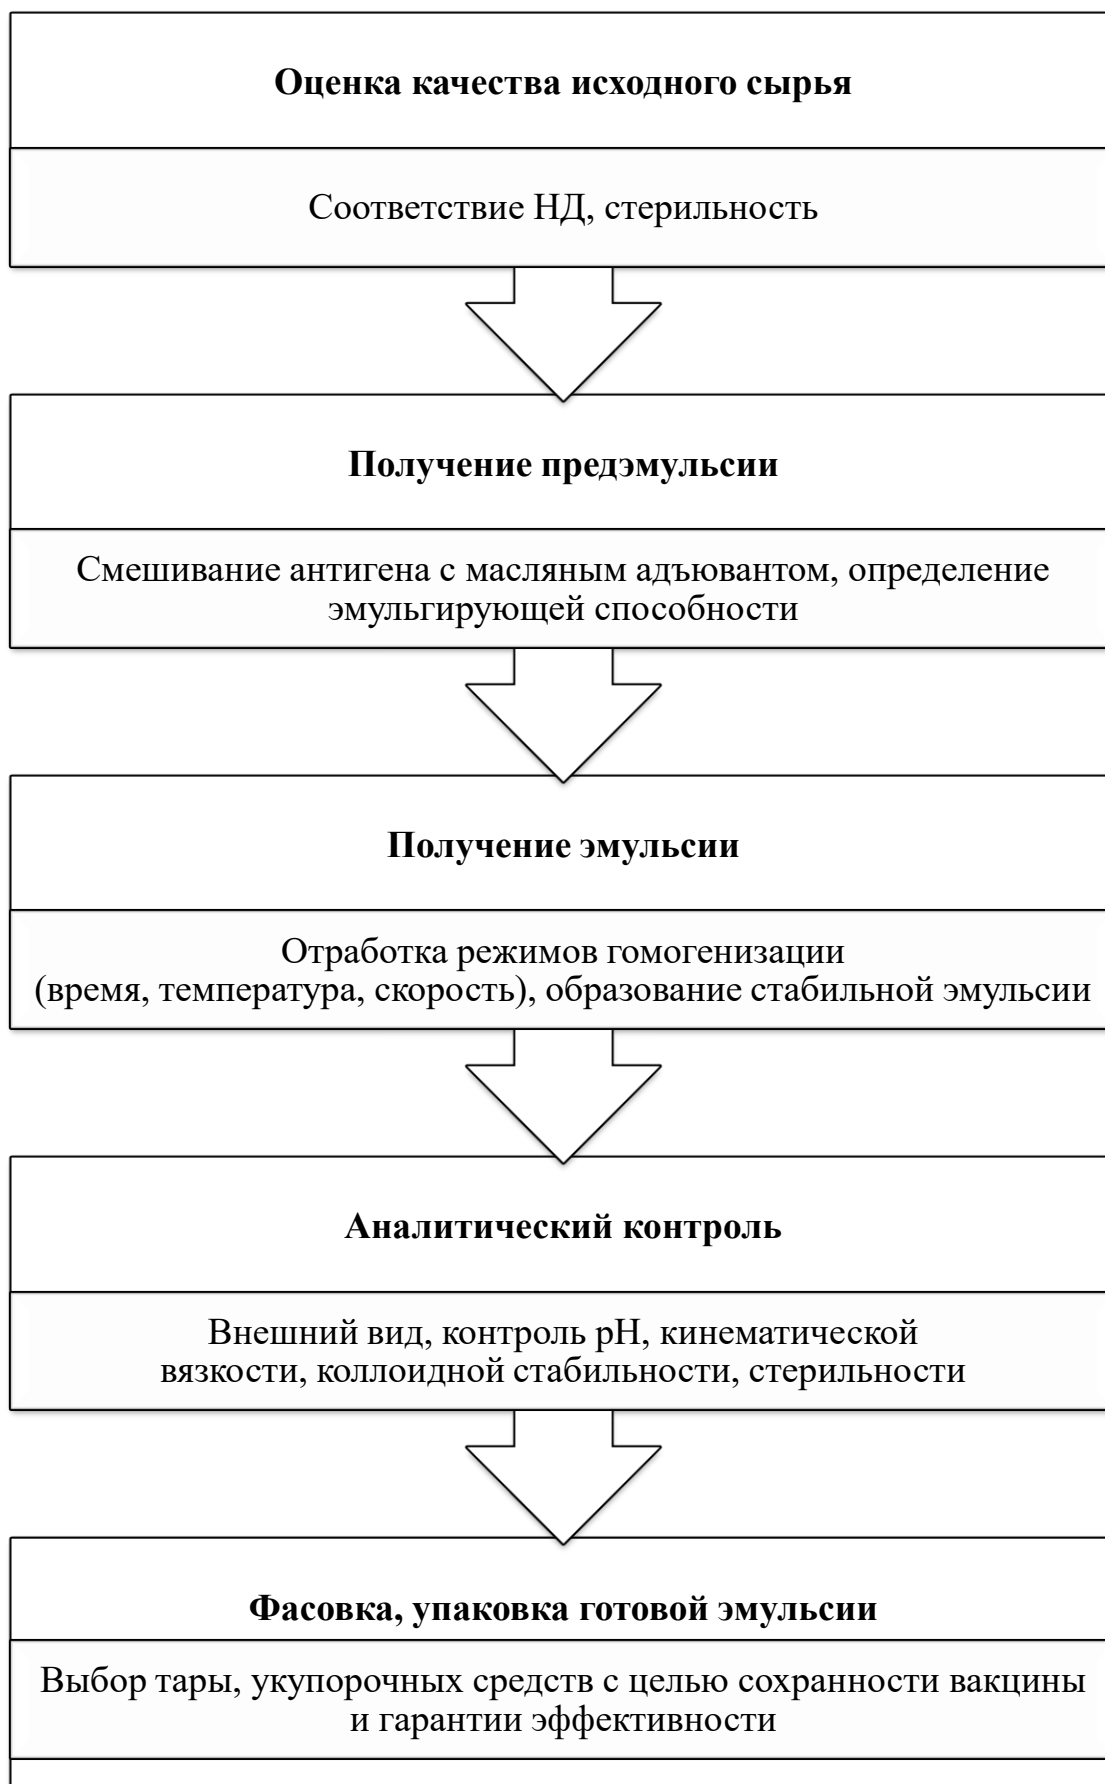 Оценка качества исходного сырья
Соответствие НД, стерильность
Получение предэмульсии
Смешивание антигена с масляным адъювантом, определение
эмульгирующей способности
Получение эмульсии
Отработка режимов гомогенизации
(время, температура, скорость), образование стабильной эмульсии
Аналитический контроль
Внешний вид, контроль pH, кинематической
вязкости, коллоидной стабильности, стерильности
Фасовка, упаковка готовой эмульсии
Выбор тары, укупорочных средств с целью сохранности вакцины
и гарантии эффективности